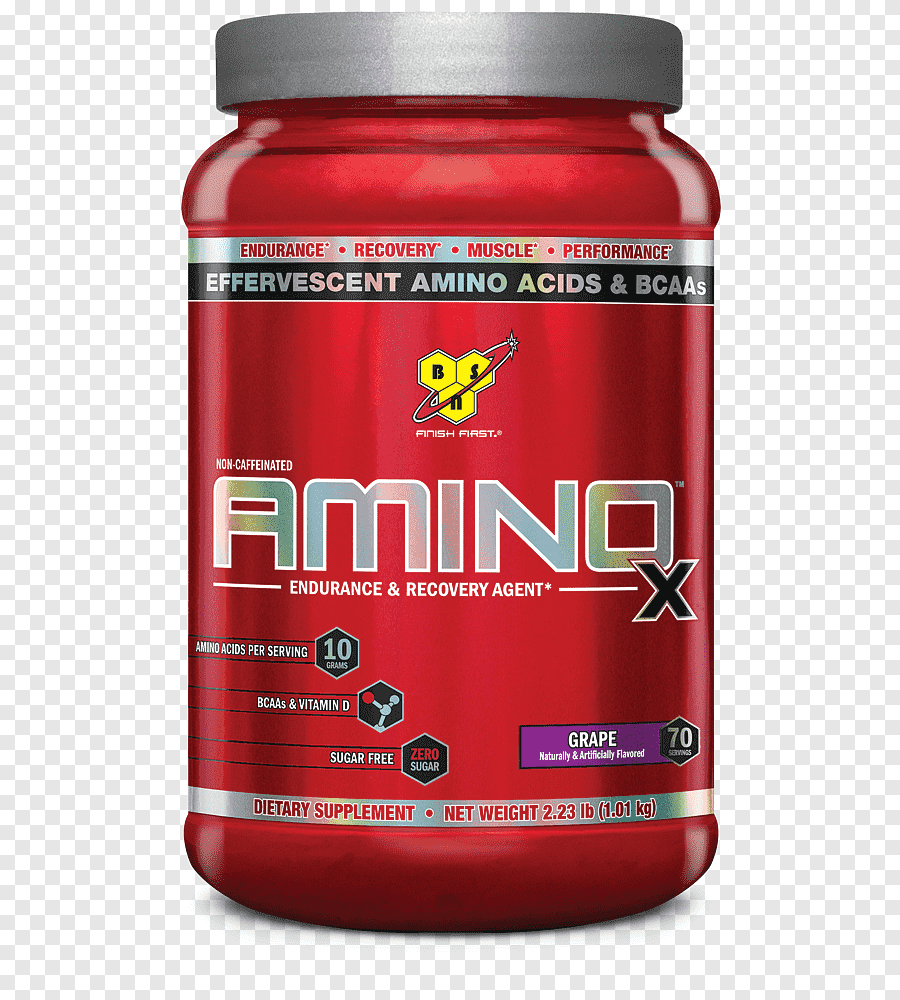 ENDURANCE* • RECOVERY* • MUSCLE* • PERFORMANCE*
EFFERVESCENT AMINO ACIDS & BCAAs
B S
N
FINISH FIRST.®
NON-CAFFEINATED
AMINO™
X
ENDURANCE & RECOVERY AGENT*
AMINO ACIDS PER SERVING 10 GRAMS
BCAAs & VITAMIN D
SUGAR FREE ZERO SUGAR
GRAPE
Naturally & Artificially Flavored
70 SERVINGS
DIETARY SUPPLEMENT • NET WEIGHT 2.23 lb (1.01 kg)